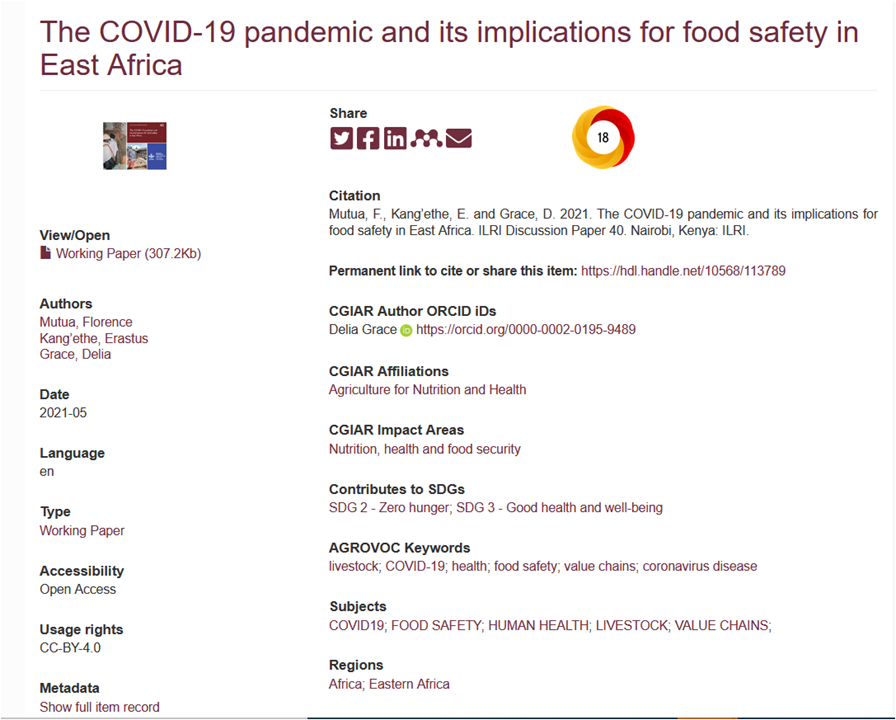 The COVID-19 pandemic and its implications for food safety in
East Africa
View/Open
Working Paper (307.2Kb)
Authors
Mutua, Florence
Kang'ethe, Erastus
Grace, Delia
Date
2021-05
Language
en
Type
Working Paper
Accessibility
Open Access
Usage rights
CC-BY-4.0
Metadata
Show full item record
Share
18
Citation
Mutua, F., Kang'ethe, E. and Grace, D. 2021. The COVID-19 pandemic and its implications for
food safety in East Africa. ILRI Discussion Paper 40. Nairobi, Kenya: ILRI.
Permanent link to cite or share this item: https://hdl.handle.net/10568/113789
CGIAR Author ORCID iDs
Delia Grace iD https://orcid.org/0000-0002-0195-9489
CGIAR Affiliations
Agriculture for Nutrition and Health
CGIAR Impact Areas
Nutrition, health and food security
Contributes to SDGs
SDG 2 - Zero hunger; SDG 3 - Good health and well-being
AGROVOC Keywords
livestock; COVID-19; health; food safety; value chains; coronavirus disease
Subjects
COVID19; FOOD SAFETY; HUMAN HEALTH; LIVESTOCK; VALUE CHAINS;
Regions
Africa; Eastern Africa